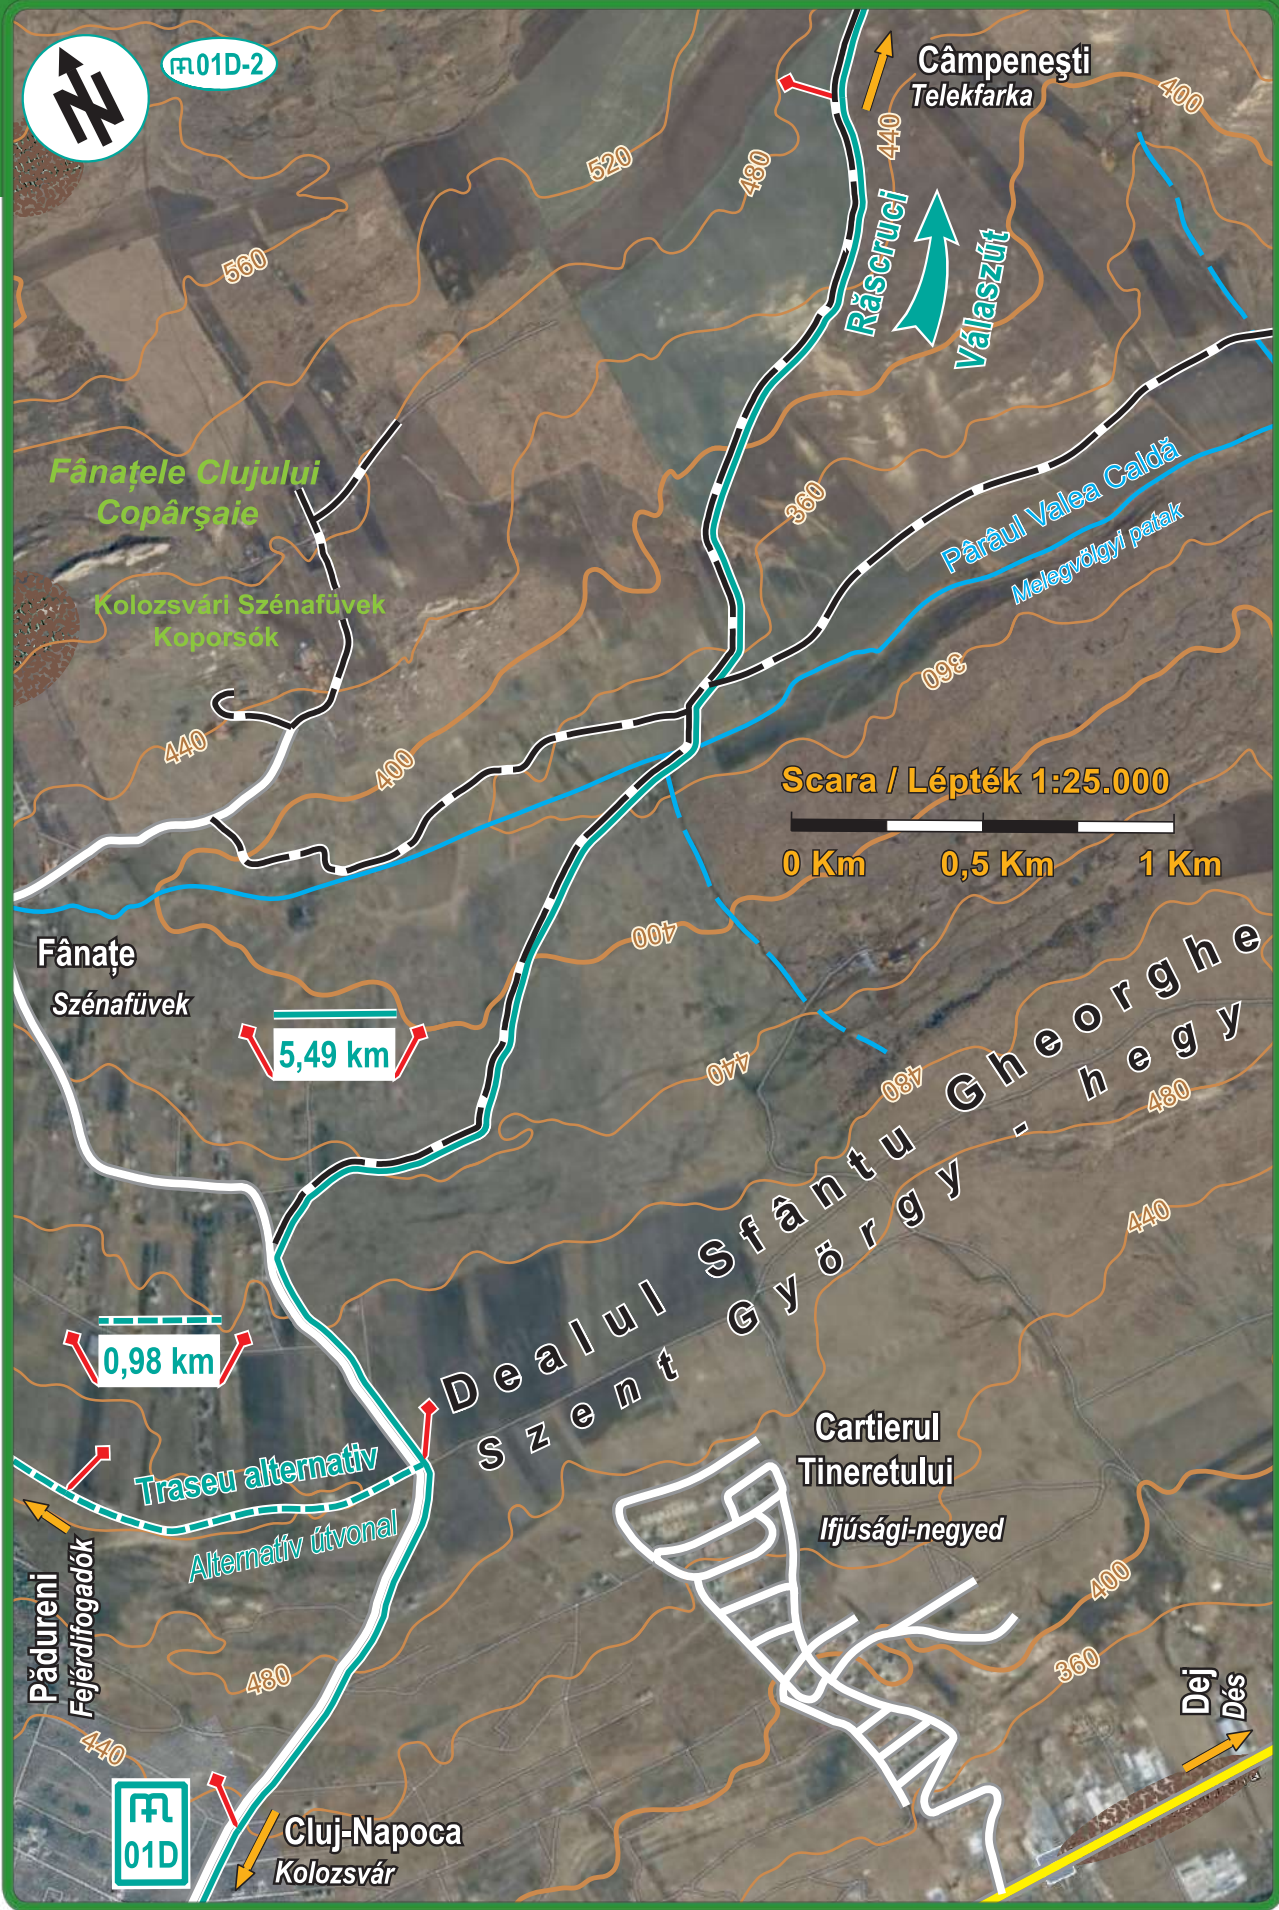 01D-2
Câmpeneşti
Telekfarka
400
440
520
480
560
Răscruci
Válaszút
Fânațele Clujului
Copârşaie
360
Pârâul Valea Caldă
Melegvölgyi patak
Kolozsvári Szénafüvek
Koporsók
360
440
400
Scara / Lépték 1:25.000
0 Km 0,5 Km 1 Km
400
Fânațe
Szénafüvek
5,49 km
440
480
480
Dealul Sfântu Gheorghe
Szent György - hegy
440
0,98 km
Traseu alternativ
Alternatív útvonal
Cartierul
Tineretului
Ifjúsági-negyed
Pădureni
Fejérdifogadók
400
360
480
440
Dej
Dés
01D
Cluj-Napoca
Kolozsvár